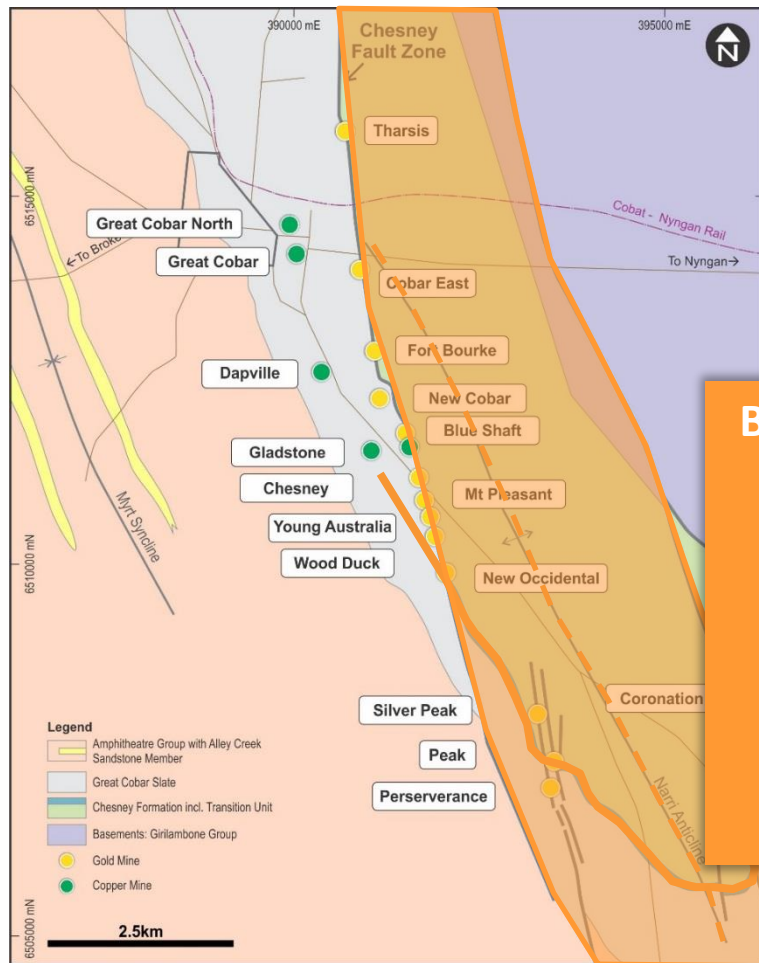 390000 mE
395000 mE
Chesney
Fault Zone
N
Tharsis
6515000 mN
Great Cobar North
Cobat - Nyngan Rail
←To Broke
Great Cobar
To Nyngan→
Cobar East
Fort Bourke
Dapville
New Cobar
B
Blue Shaft
Gladstone
Chesney
Mt Pleasant
Myrt Syncline
Young Australia
6510000 mN
Wood Duck
New Occidental
Coronation
Silver Peak
Legend
Peak
Amphitheatre Group with Alley Creek
Sandstone Member
Great Cobar Slate
Perserverance
Narri Anticline
Chesney Formation incl. Transition Unit
Basements: Girilambone Group
Gold Mine
Copper Mine
2.5km
6505000 mN